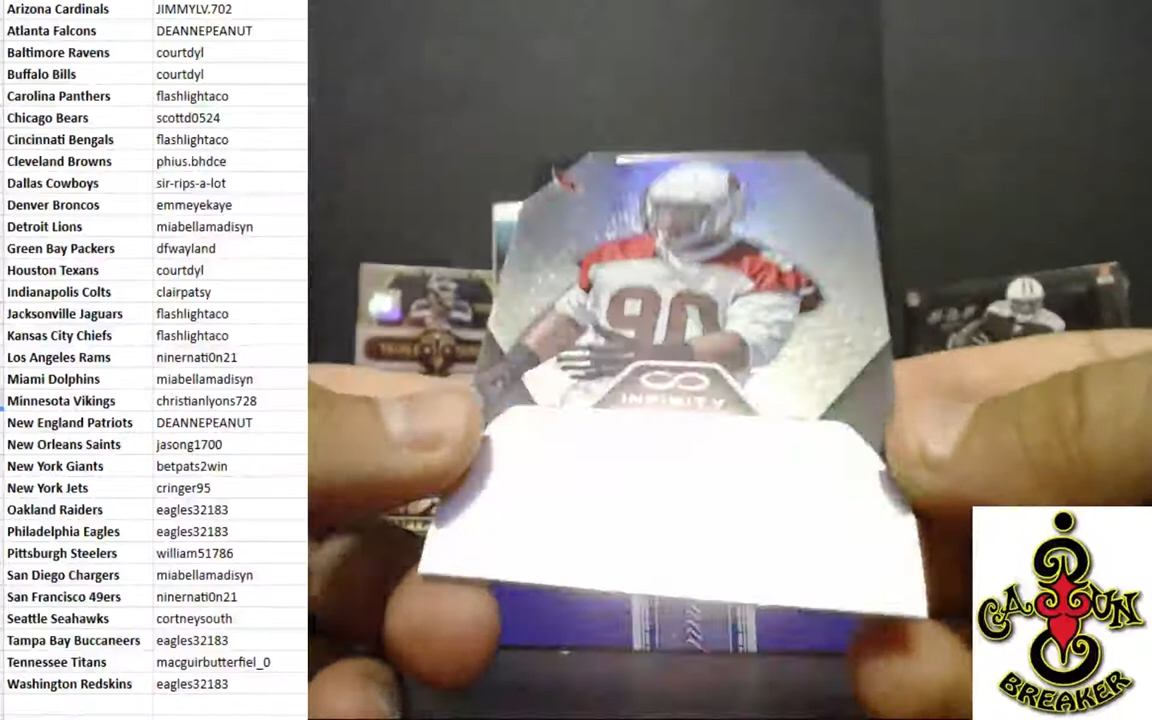 Arizona Cardinals JIMMYLV.702
Atlanta Falcons DEANNEPEANUT
Baltimore Ravens courtdyl
Buffalo Bills courtdyl
Carolina Panthers flashlightaco
Chicago Bears scottd0524
Cincinnati Bengals flashlightaco
Cleveland Browns phius.bhdce
Dallas Cowboys sir-rips-a-lot
Denver Broncos emmeyekaye
Detroit Lions miabellamadisyn
Green Bay Packers dfwayland
Houston Texans courtdyl
Indianapolis Colts clairpatsy
Jacksonville Jaguars flashlightaco
Kansas City Chiefs flashlightaco
Los Angeles Rams ninernati0n21
Miami Dolphins miabellamadisyn
Minnesota Vikings christianlyons728
New England Patriots DEANNEPEANUT
New Orleans Saints jasong1700
New York Giants betpats2win
New York Jets cringer95
Oakland Raiders eagles32183
Philadelphia Eagles eagles32183
Pittsburgh Steelers william51786
San Diego Chargers miabellamadisyn
San Francisco 49ers ninernati0n21
Seattle Seahawks cortneysouth
Tampa Bay Buccaneers eagles32183
Tennessee Titans macguirbutterfiel_0
Washington Redskins eagles32183
90
INFINITY
CAJUN
BREAKER